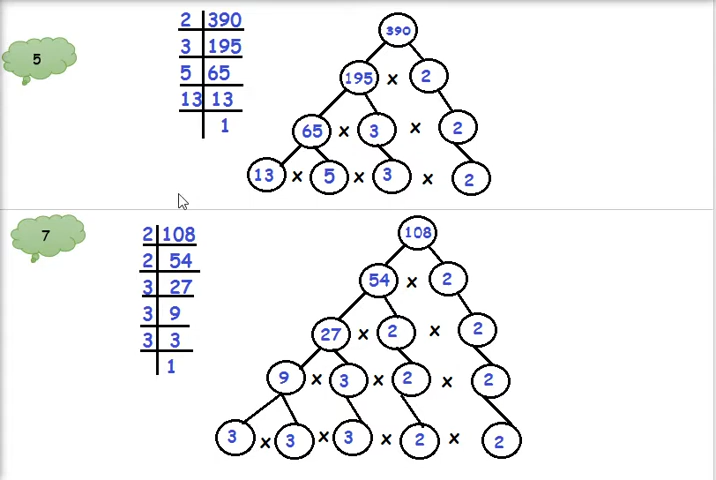 5
2 390
3 195
5 65
13 13
1
390
195 x 2
65 x 3 x 2
13 x 5 x 3 x 2
7
2 108
2 54
3 27
3 9
3 3
1
108
54 x 2
27 x 2 x 2
9 x 3 x 2 x 2
3 x 3 x 3 x 2 x 2